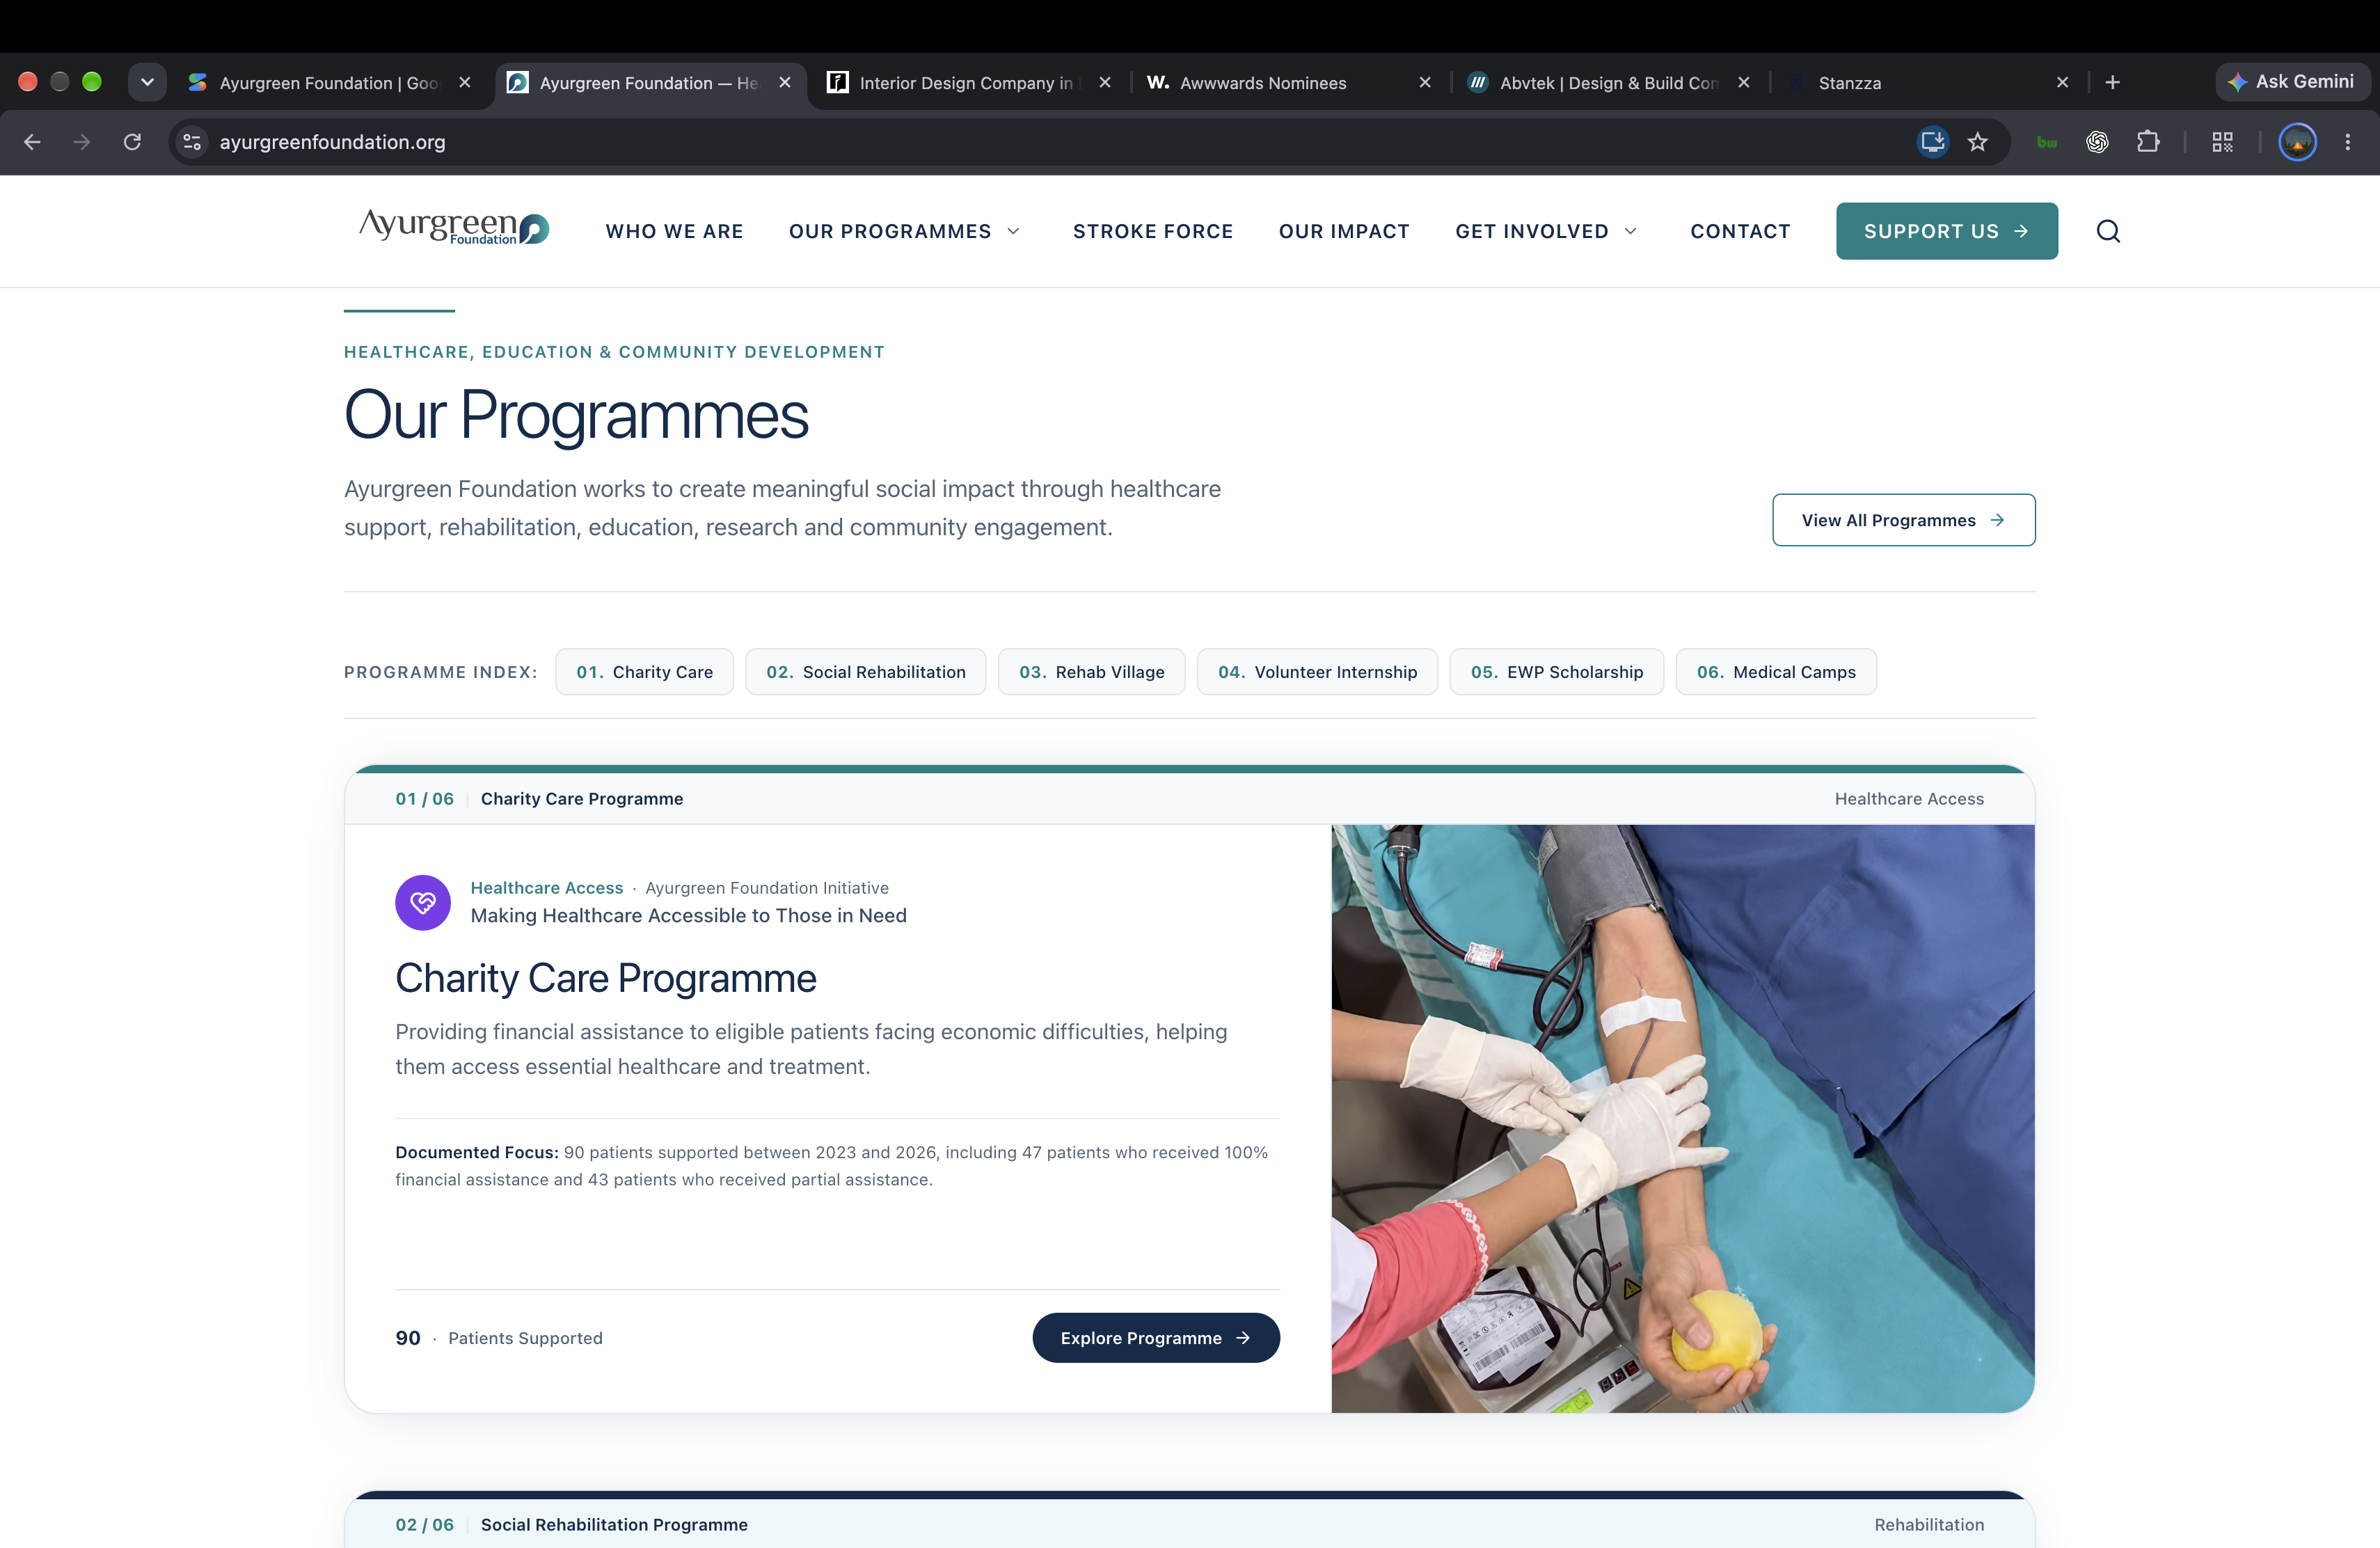 Ayurgreen Foundation | Goo
Ayurgreen Foundation — He
Interior Design Company in
W. Awwwards Nominees
Abvtek | Design & Build Con
Stanzza
Ask Gemini
ayurgreenfoundation.org
bw
Ayurgreen
Foundation
WHO WE ARE
OUR PROGRAMMES
STROKE FORCE
OUR IMPACT
GET INVOLVED
CONTACT
SUPPORT US →
HEALTHCARE, EDUCATION & COMMUNITY DEVELOPMENT
Our Programmes
Ayurgreen Foundation works to create meaningful social impact through healthcare
support, rehabilitation, education, research and community engagement.
View All Programmes →
PROGRAMME INDEX:
01. Charity Care
02. Social Rehabilitation
03. Rehab Village
04. Volunteer Internship
05. EWP Scholarship
06. Medical Camps
01 / 06 Charity Care Programme
Healthcare Access
Healthcare Access · Ayurgreen Foundation Initiative
Making Healthcare Accessible to Those in Need
Charity Care Programme
Providing financial assistance to eligible patients facing economic difficulties, helping
them access essential healthcare and treatment.
Documented Focus: 90 patients supported between 2023 and 2026, including 47 patients who received 100%
financial assistance and 43 patients who received partial assistance.
90 · Patients Supported
Explore Programme →
02 / 06 Social Rehabilitation Programme
Rehabilitation